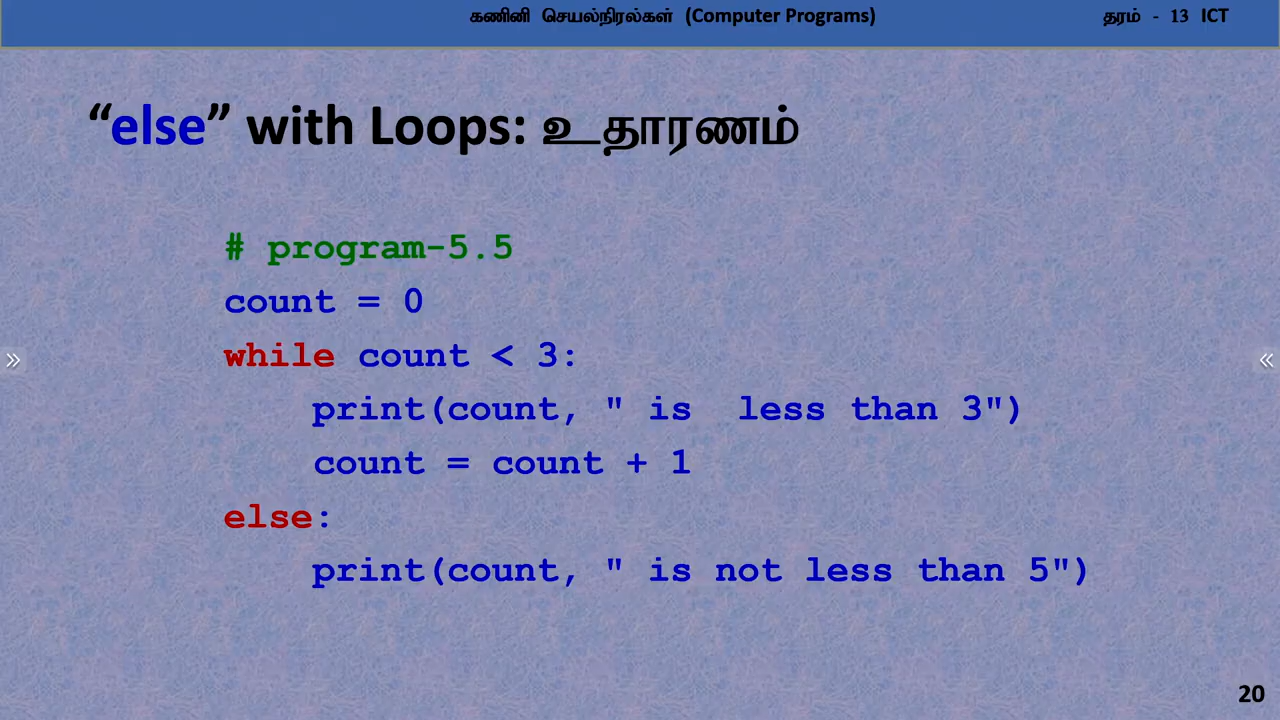 கணினி செயல்நிரல்கள் (Computer Programs) தரம் - 13 ICT
“else” with Loops: உதாரணம்
# program-5.5
count = 0
while count < 3:
    print(count, " is  less than 3")
    count = count + 1
else:
    print(count, " is not less than 5")
20